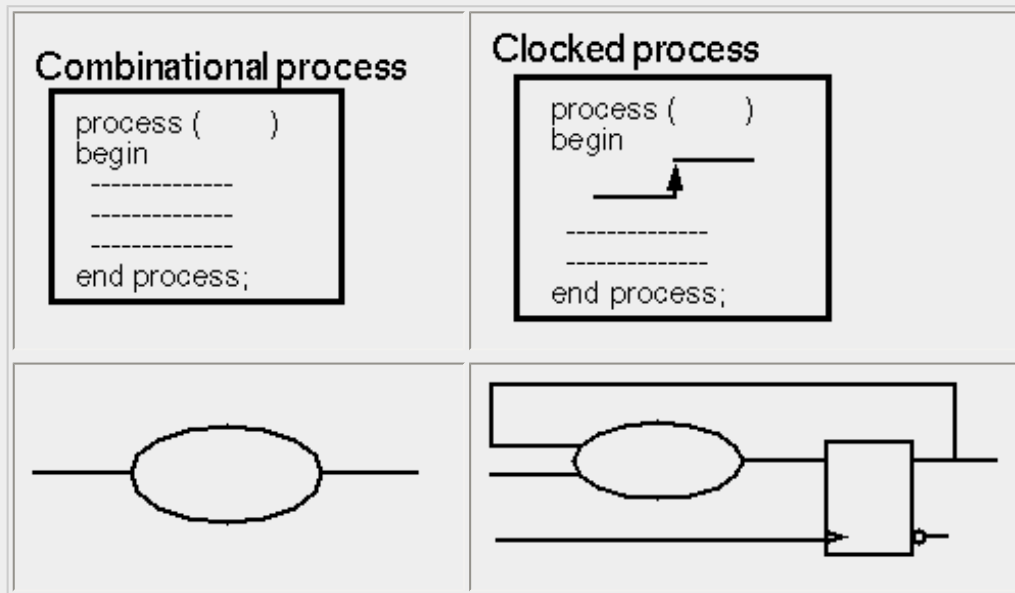 Combinational process
process (        )
begin
--------------
--------------
--------------
end process;
Clocked process
process (        )
begin
--------------
--------------
end process;